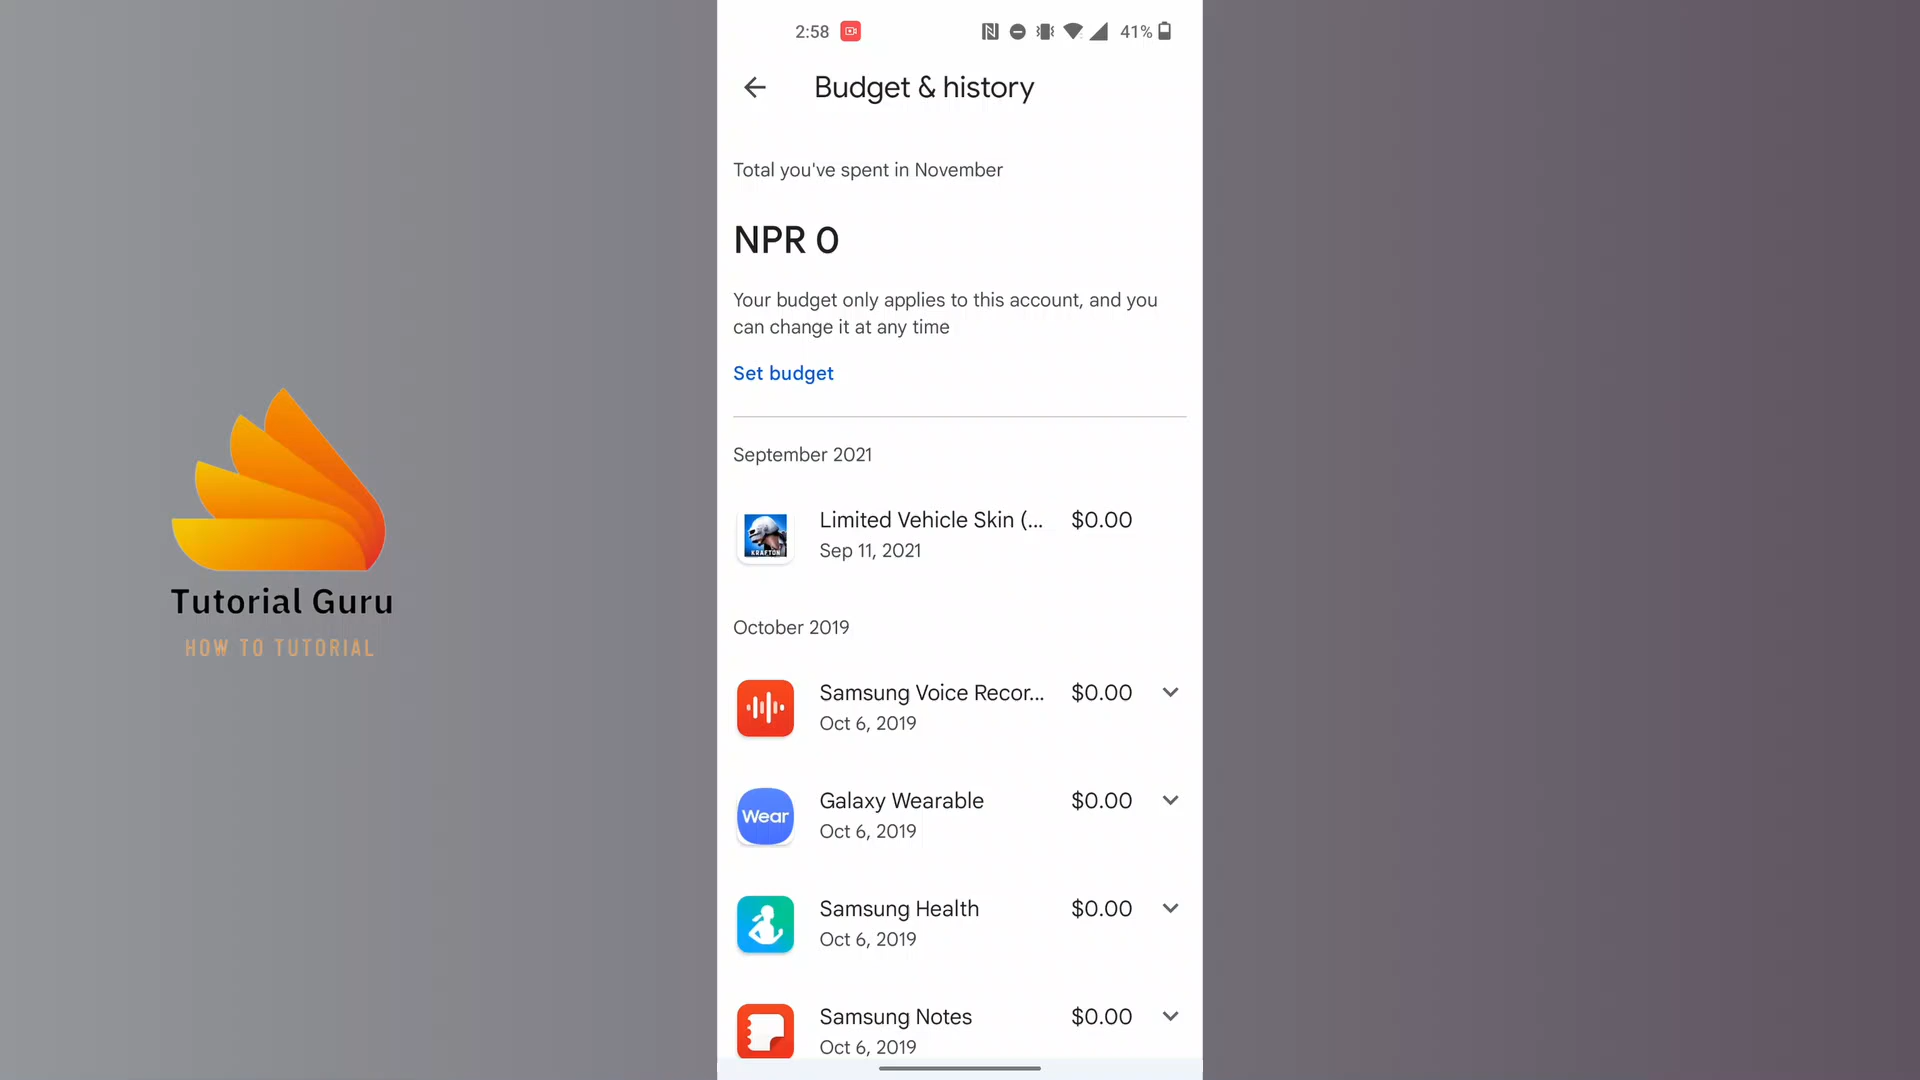 2:58
41%
Budget & history
Total you've spent in November
NPR 0
Your budget only applies to this account, and you
can change it at any time
Set budget
September 2021
Limited Vehicle Skin (... $0.00
Sep 11, 2021
KRAFTON
October 2019
Samsung Voice Recor... $0.00
Oct 6, 2019
Wear
Galaxy Wearable $0.00
Oct 6, 2019
Samsung Health $0.00
Oct 6, 2019
Samsung Notes $0.00
Oct 6, 2019
Tutorial Guru
HOW TO TUTORIAL